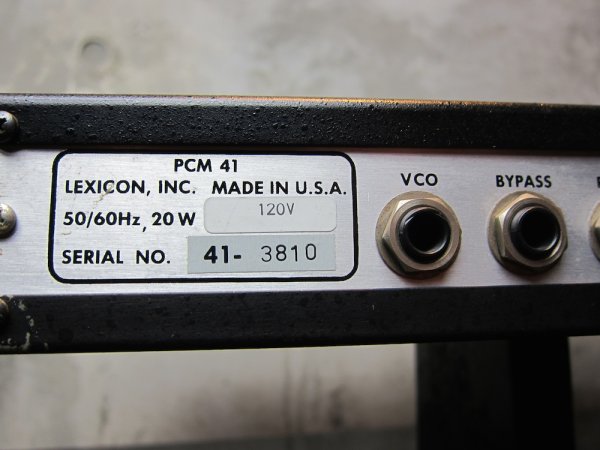 PCM 41
LEXICON, INC. MADE IN U.S.A.
50/60Hz, 20 W 120V
SERIAL NO. 41- 3810
VCO
BYPASS